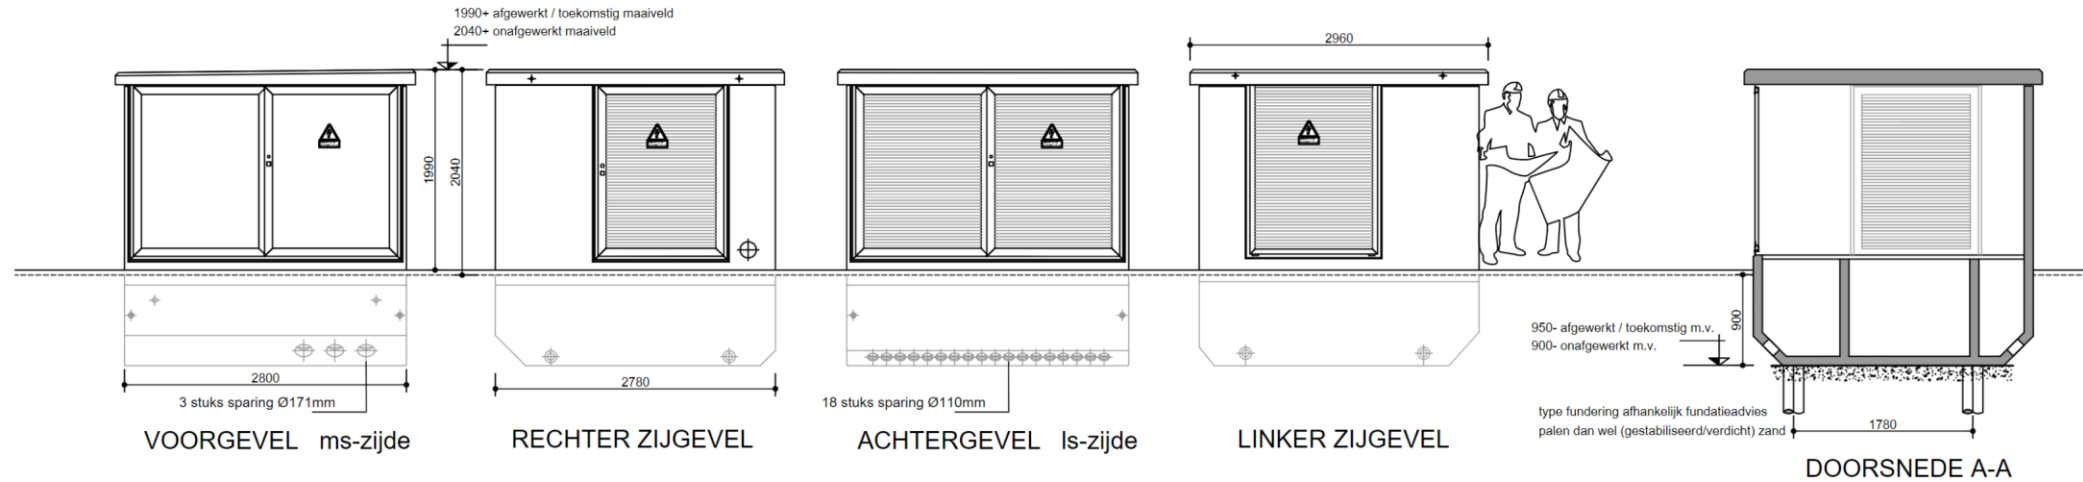 1990+ afgewerkt / toekomstig maaiveld
2040+ onafgewerkt maaiveld
2960
1990
2040
950- afgewerkt / toekomstig m.v.
900- onafgewerkt m.v.
900
2800
2780
3 stuks sparing Ø171mm
18 stuks sparing Ø110mm
type fundering afhankelijk fundatieadvies
palen dan wel (gestabiliseerd/verdicht) zand
1780
VOORGEVEL ms-zijde
RECHTER ZIJGEVEL
ACHTERGEVEL ls-zijde
LINKER ZIJGEVEL
DOORSNEDE A-A